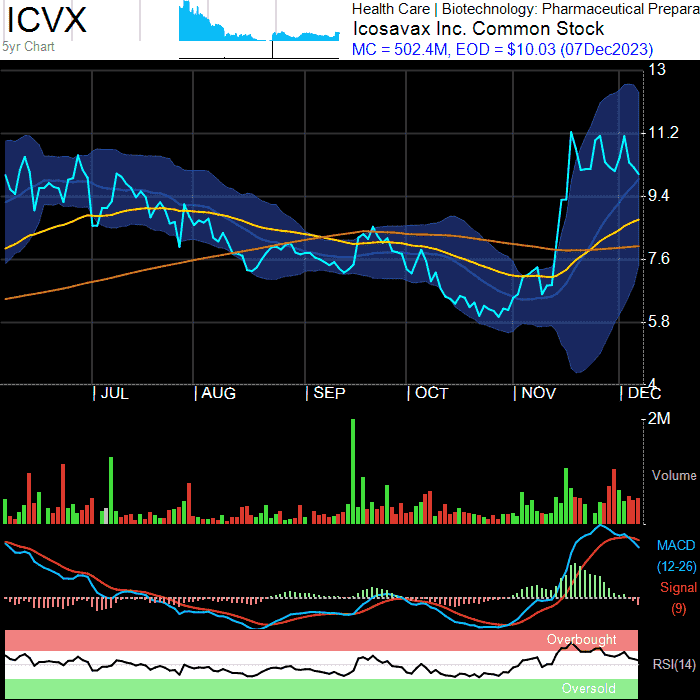 ICVX
5yr Chart
Health Care | Biotechnology: Pharmaceutical Prepara
Icosavax Inc. Common Stock
MC = 502.4M, EOD = $10.03 (07Dec2023)
13
11.2
9.4
7.6
5.8
4
JUL
AUG
SEP
OCT
NOV
DEC
2M
Volume
MACD
(12-26)
Signal
(9)
Overbought
RSI(14)
Oversold